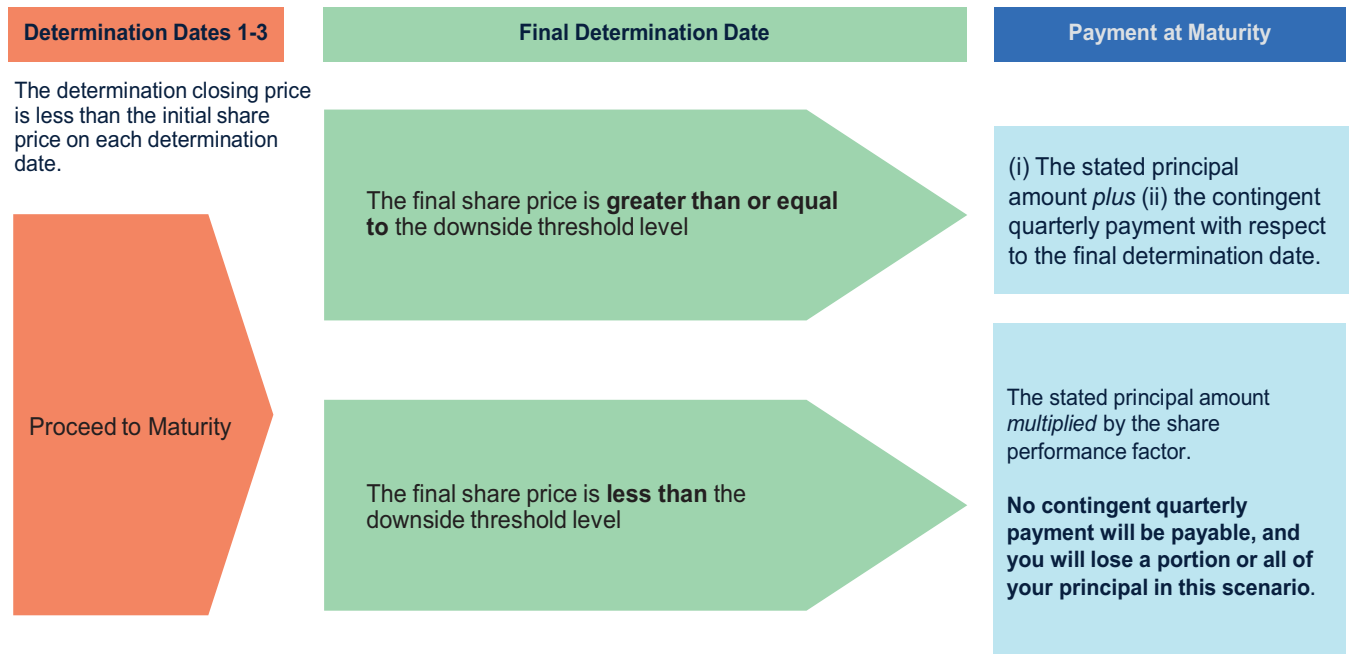 Determination Dates 1-3
Final Determination Date
Payment at Maturity
The determination closing price
is less than the initial share
price on each determination
date.
Proceed to Maturity
The final share price is greater than or equal
to the downside threshold level
(i) The stated principal
amount plus (ii) the contingent
quarterly payment with respect
to the final determination date.
The final share price is less than the
downside threshold level
The stated principal amount
multiplied by the share
performance factor.
No contingent quarterly
payment will be payable, and
you will lose a portion or all of
your principal in this scenario.